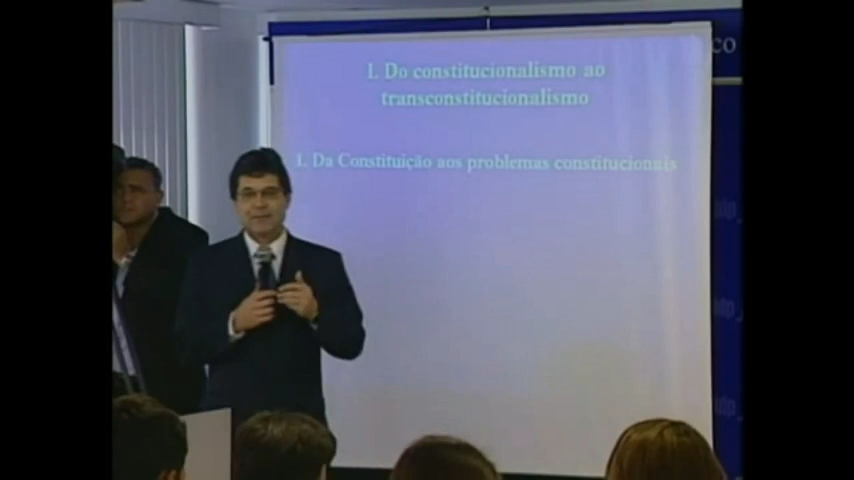 I. Do constitucionalismo ao
transconstitucionalismo
1. Da Constituição aos problemas constitucionais